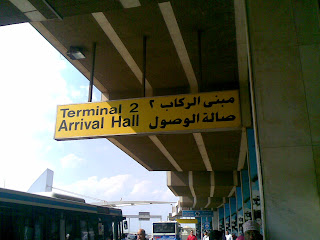 Terminal 2 مبنى الركاب ٢
Arrival Hall صالة الوصول